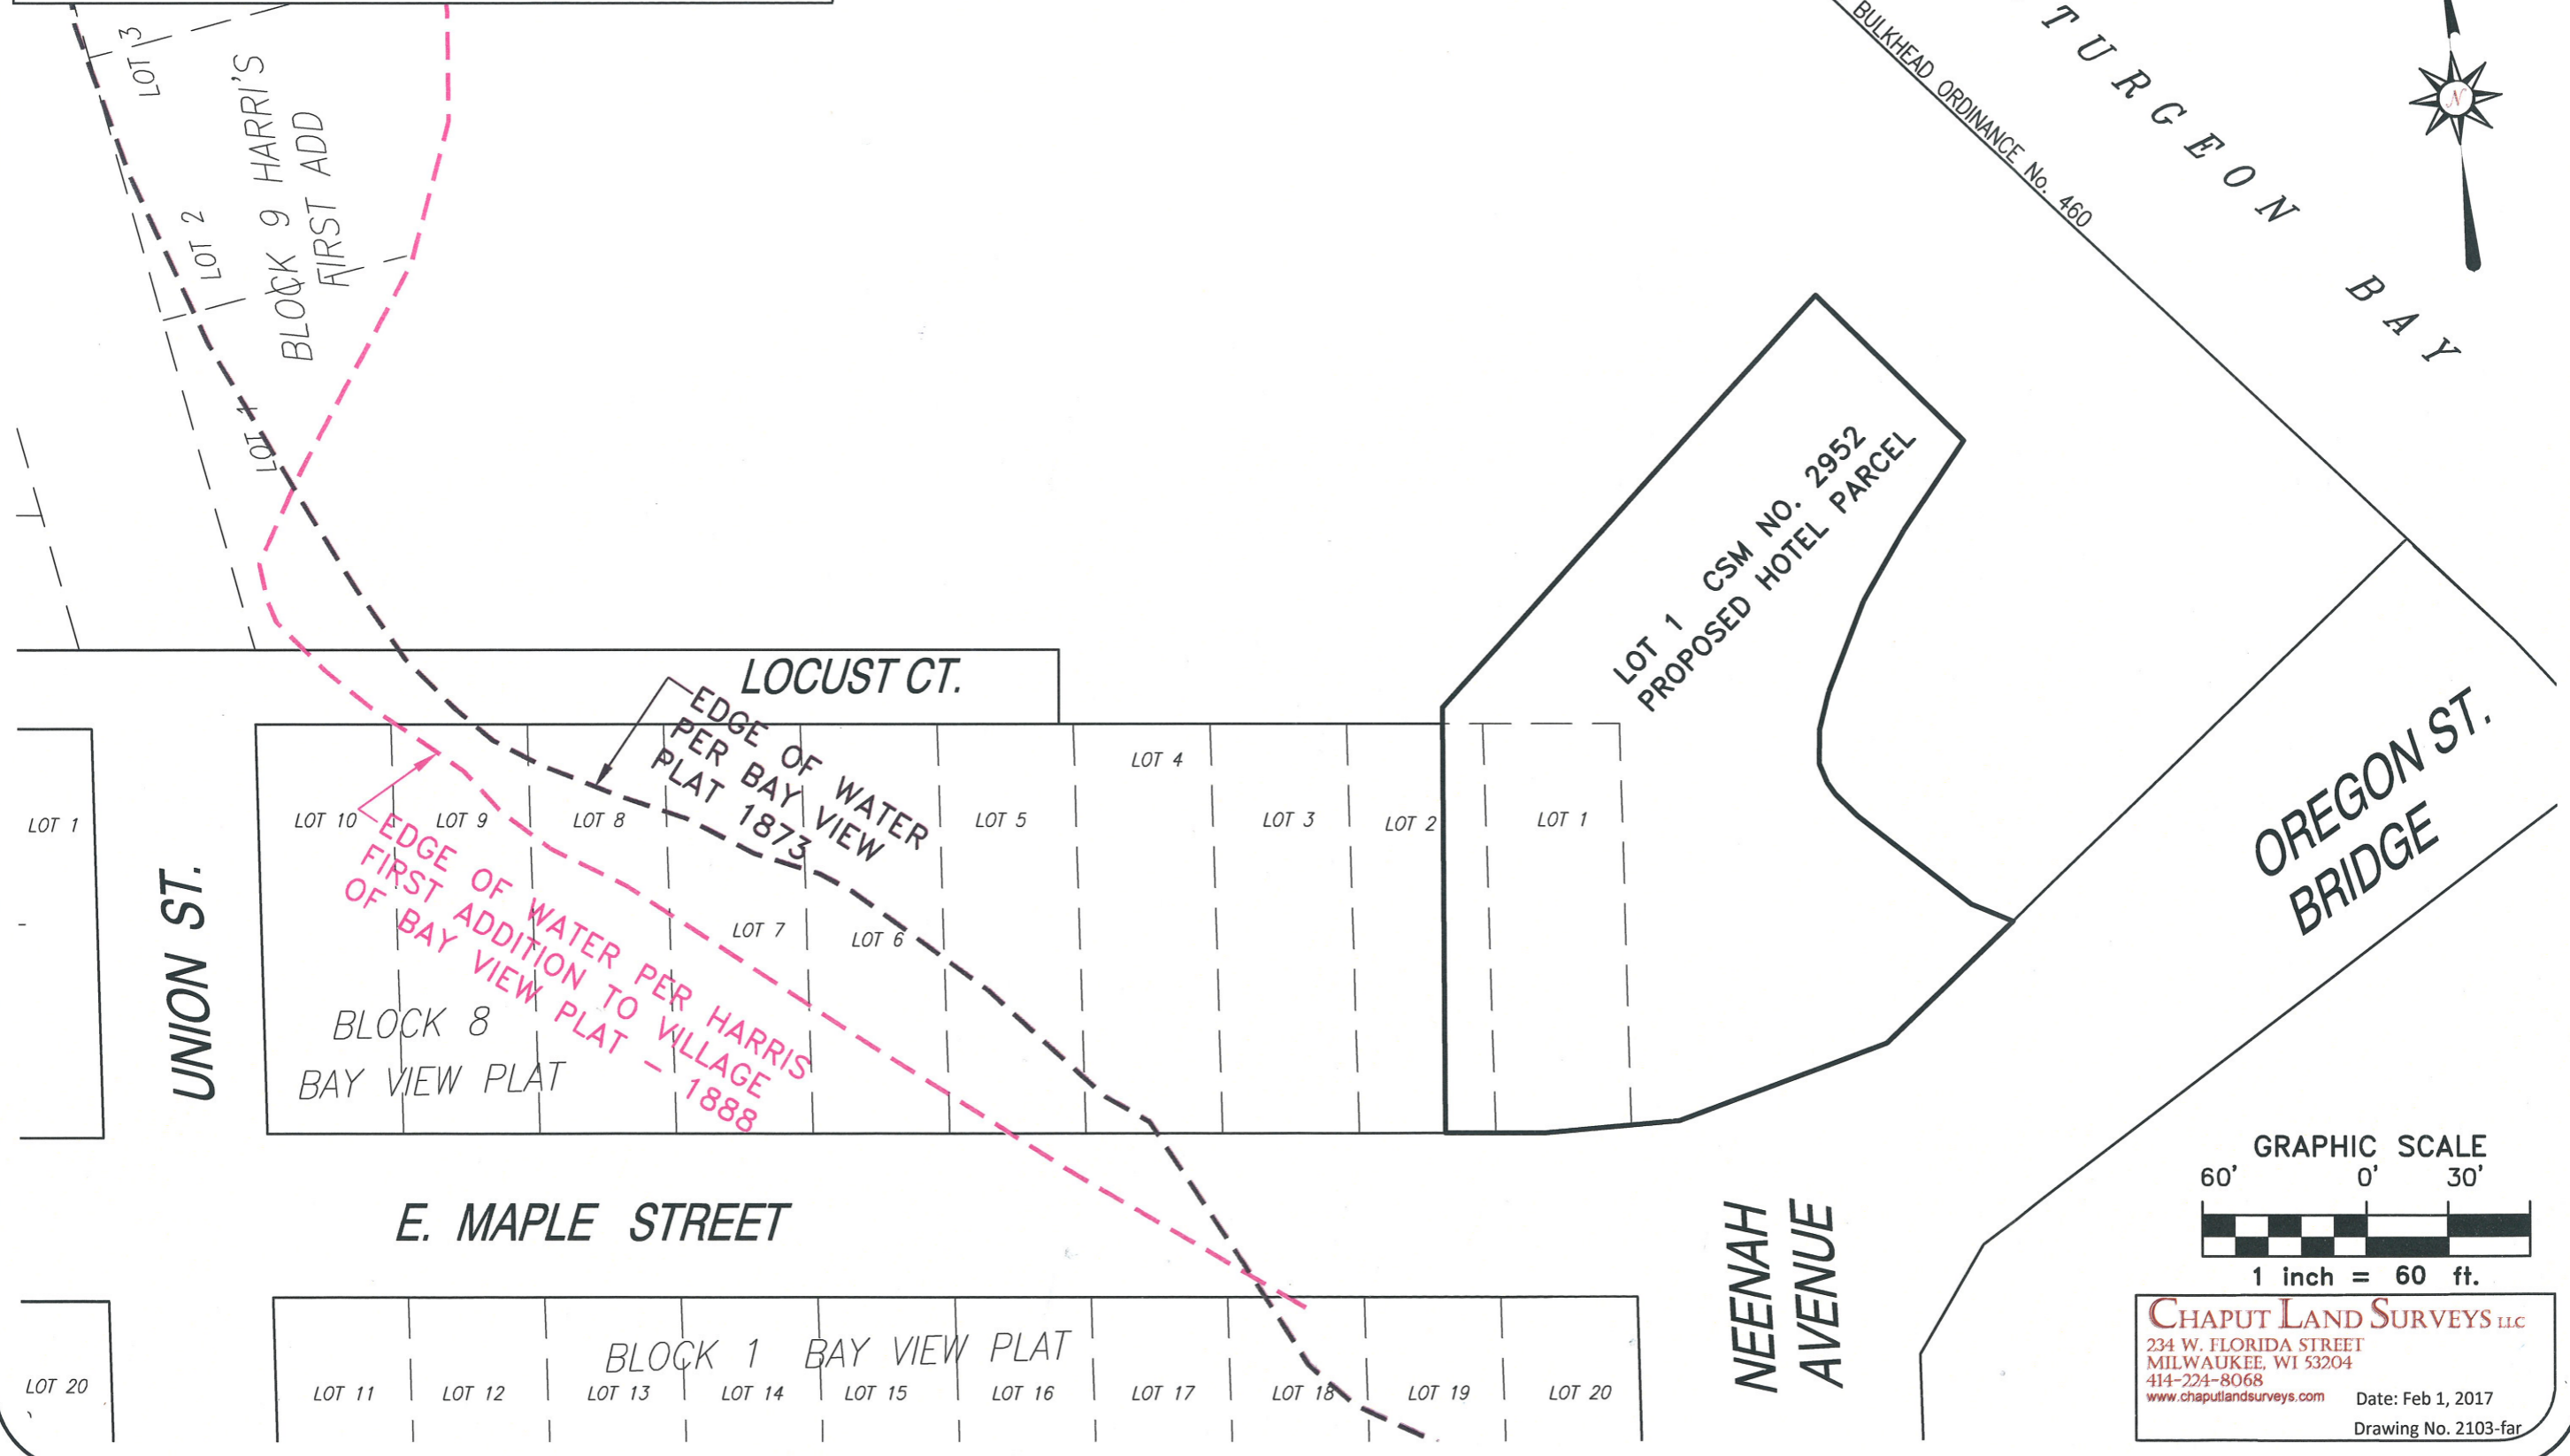 LOT 3
LOT 2
LOT 1
BLOCK 9 HARRI'S
FIRST ADD
BULKHEAD ORDINANCE No. 460
TURGEON BAY
N
LOT 1 CSM NO. 2952
PROPOSED HOTEL PARCEL
LOCUST CT.
EDGE OF WATER
PER BAY VIEW
PLAT 1873
OREGON ST.
BRIDGE
LOT 1
UNION ST.
LOT 10
LOT 9
LOT 8
LOT 7
LOT 6
LOT 5
LOT 4
LOT 3
LOT 2
LOT 1
EDGE OF WATER PER HARRIS
FIRST ADDITION TO VILLAGE
OF BAY VIEW PLAT - 1888
BLOCK 8
BAY VIEW PLAT
E. MAPLE STREET
NEENAH
AVENUE
GRAPHIC SCALE
60' 0' 30'
1 inch = 60 ft.
BLOCK 1 BAY VIEW PLAT
LOT 20
LOT 11
LOT 12
LOT 13
LOT 14
LOT 15
LOT 16
LOT 17
LOT 18
LOT 19
LOT 20
CHAPUT LAND SURVEYS LLC
234 W. FLORIDA STREET
MILWAUKEE, WI 53204
414-224-8068
www.chaputlandsurveys.com
Date: Feb 1, 2017
Drawing No. 2103-far